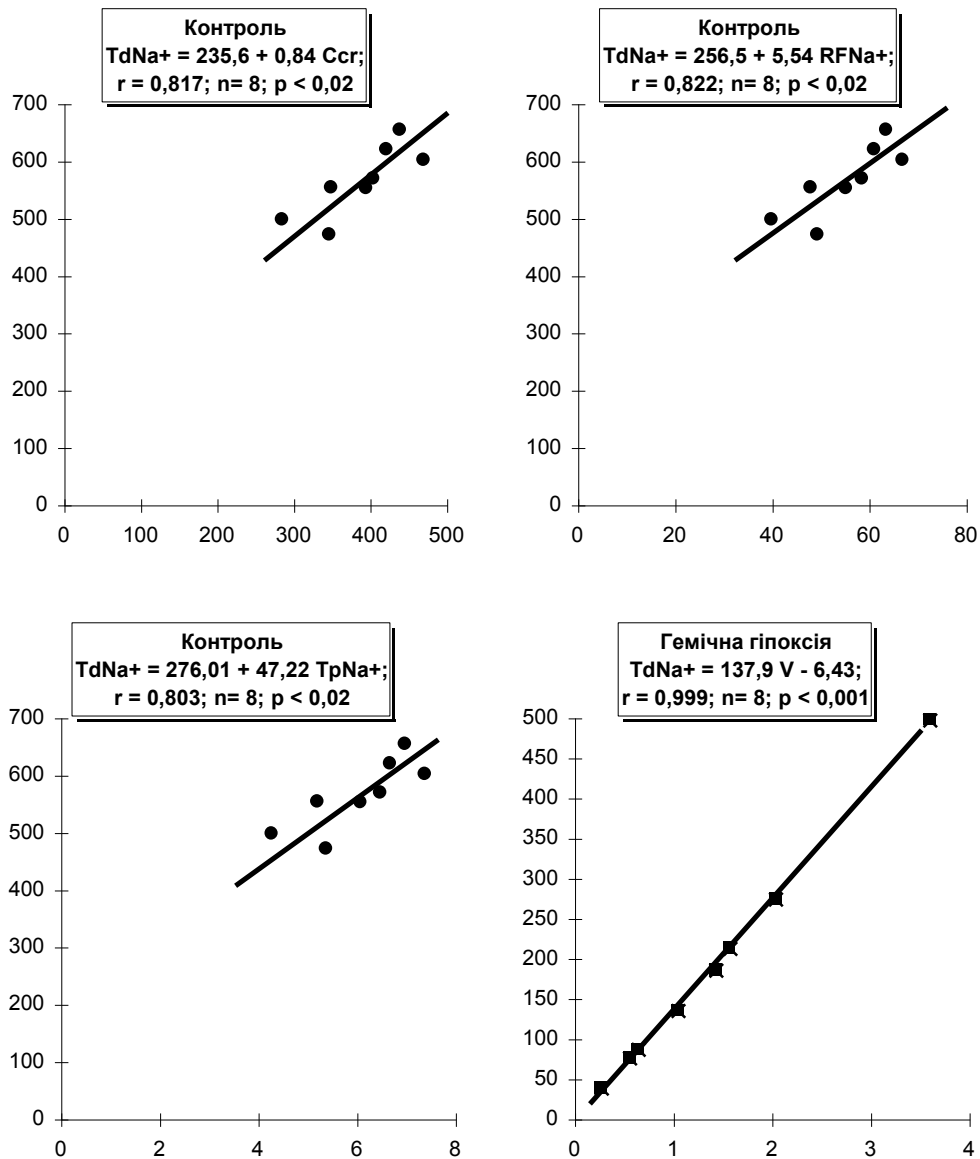 Контроль
TdNa+ = 235,6 + 0,84 Ccr;
r = 0,817; n= 8; p < 0,02
700
600
500
400
300
200
100
0
0 100 200 300 400 500
Контроль
TdNa+ = 256,5 + 5,54 RFNa+;
r = 0,822; n= 8; p < 0,02
700
600
500
400
300
200
100
0
0 20 40 60 80
Контроль
TdNa+ = 276,01 + 47,22 TpNa+;
r = 0,803; n= 8; p < 0,02
700
600
500
400
300
200
100
0
0 2 4 6 8
Гемічна гіпоксія
TdNa+ = 137,9 V - 6,43;
r = 0,999; n= 8; p < 0,001
500
450
400
350
300
250
200
150
100
50
0
0 1 2 3 4